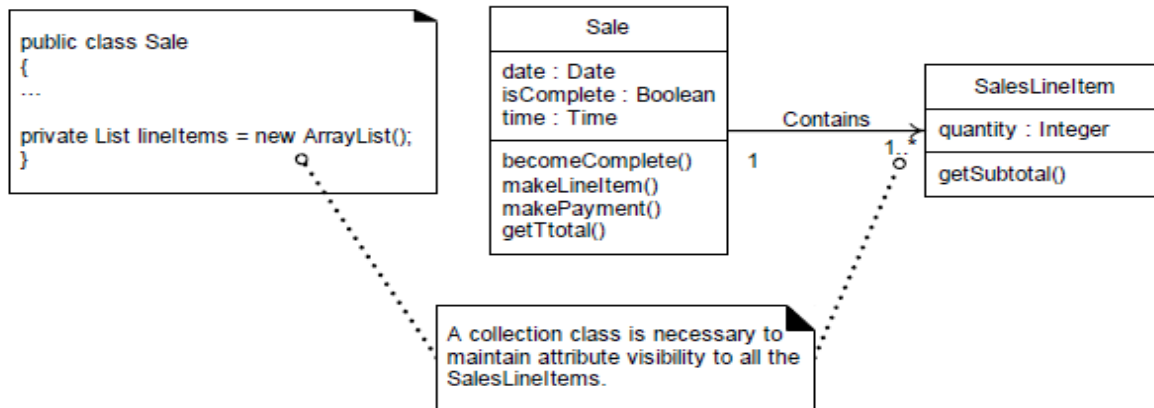 public class Sale
{
...
private List lineItems = new ArrayList();
}
Sale
date : Date
isComplete : Boolean
time : Time
becomeComplete()
makeLineItem()
makePayment()
getTtotal()
Contains
1
1..*
SalesLineItem
quantity : Integer
getSubtotal()
A collection class is necessary to
maintain attribute visibility to all the
SalesLineItems.